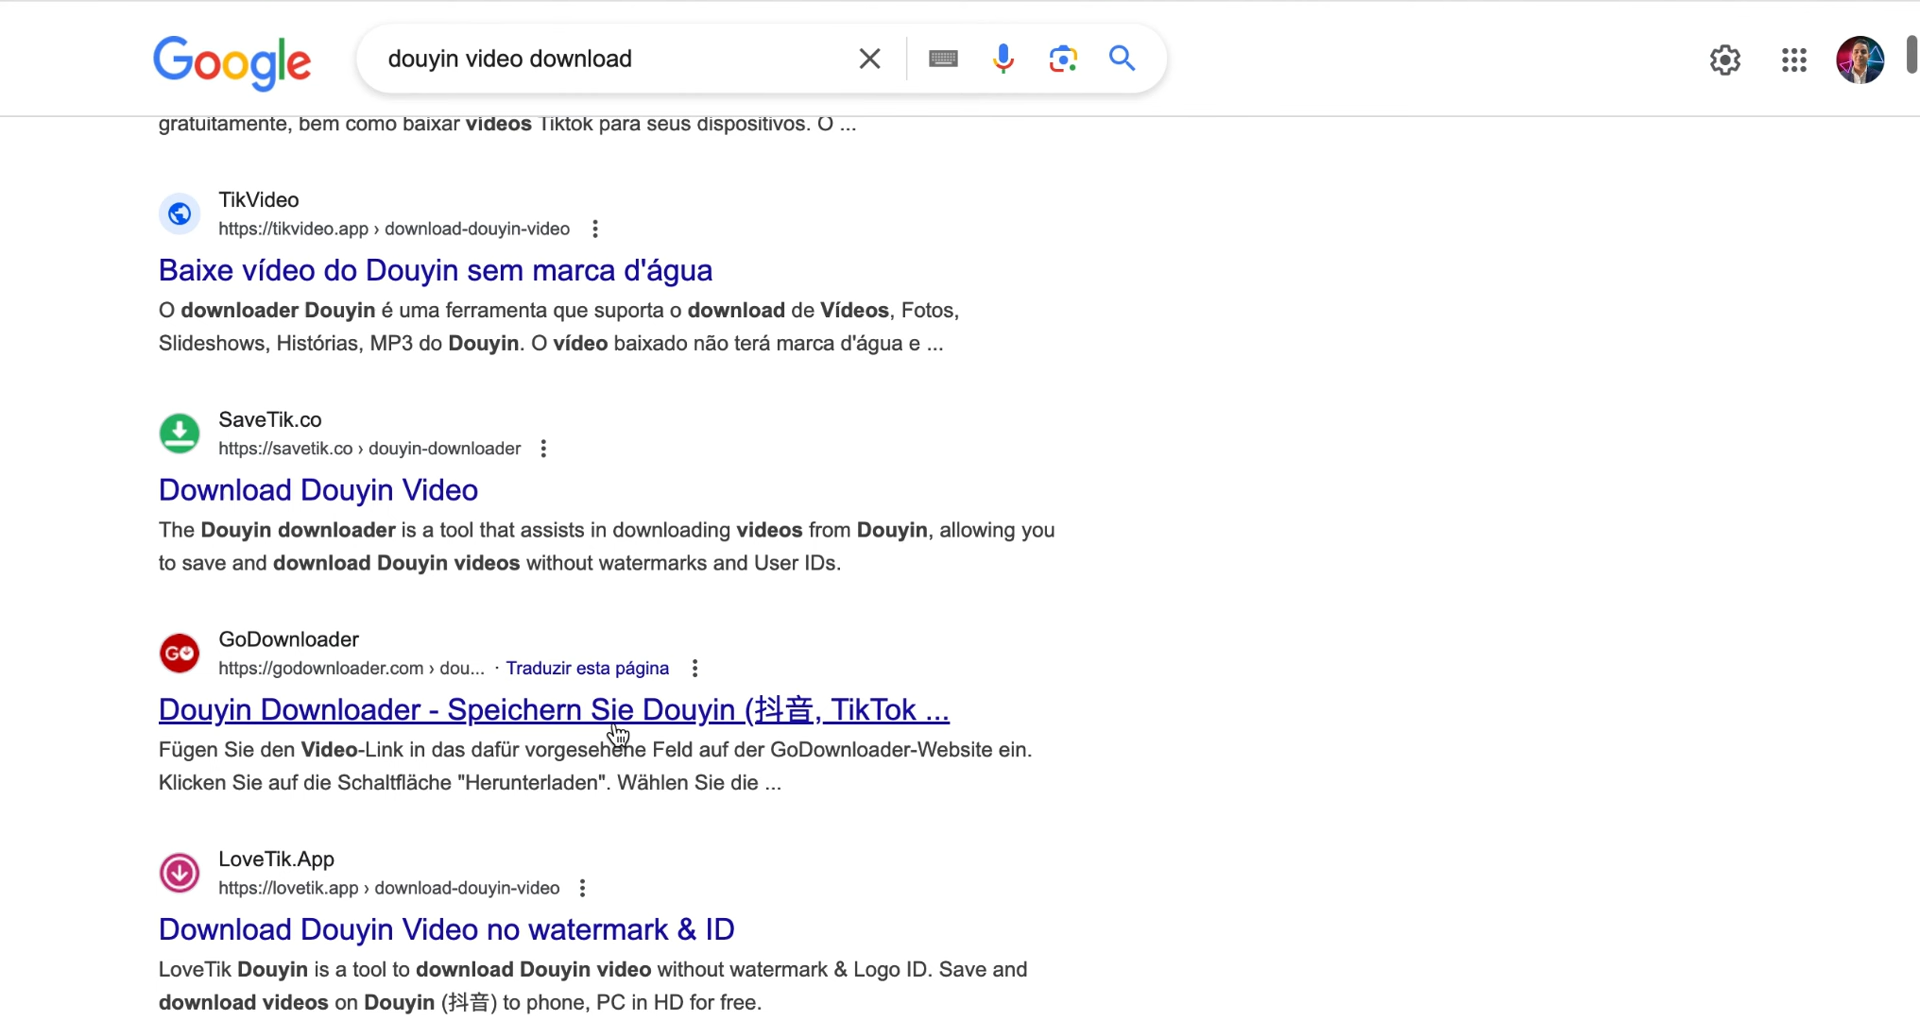 Google
douyin video download
gratuitamente, bem como baixar vídeos Tiktok para seus dispositivos. O ...
TikVideo
https://tikvideo.app › download-douyin-video
Baixe vídeo do Douyin sem marca d'água
O downloader Douyin é uma ferramenta que suporta o download de Vídeos, Fotos,
Slideshows, Histórias, MP3 do Douyin. O vídeo baixado não terá marca d'água e ...
SaveTik.co
https://savetik.co › douyin-downloader
Download Douyin Video
The Douyin downloader is a tool that assists in downloading videos from Douyin, allowing you
to save and download Douyin videos without watermarks and User IDs.
GO
GoDownloader
https://godownloader.com › dou... · Traduzir esta página
Douyin Downloader - Speichern Sie Douyin (抖音, TikTok ...
Fügen Sie den Video-Link in das dafür vorgesehene Feld auf der GoDownloader-Website ein.
Klicken Sie auf die Schaltfläche "Herunterladen". Wählen Sie die ...
LoveTik.App
https://lovetik.app › download-douyin-video
Download Douyin Video no watermark & ID
LoveTik Douyin is a tool to download Douyin video without watermark & Logo ID. Save and
download videos on Douyin (抖音) to phone, PC in HD for free.